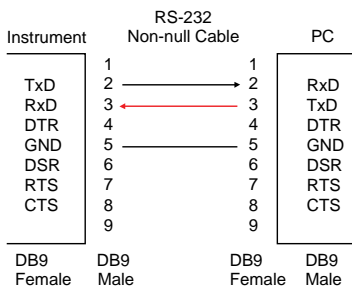 RS-232
Instrument Non-null Cable PC
1 1
TxD 2 2 RxD
RxD 3 3 TxD
DTR 4 4 DTR
GND 5 5 GND
DSR 6 6 DSR
RTS 7 7 RTS
CTS 8 8 CTS
9 9
DB9 DB9 DB9 DB9
Female Male Female Male